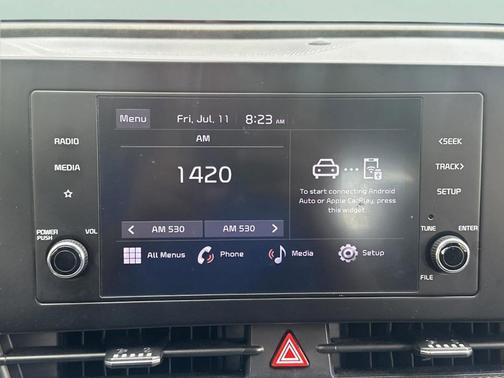 Menu Fri, Jul, 11 8:23 AM
AM
1420
AM 530 AM 530
To start connecting Android
Auto or Apple CarPlay, press
this widget.
All Menus Phone Media Setup
RADIO
MEDIA
POWER VOL
PUSH
SEEK
TRACK
SETUP
TUNE ENTER
FILE